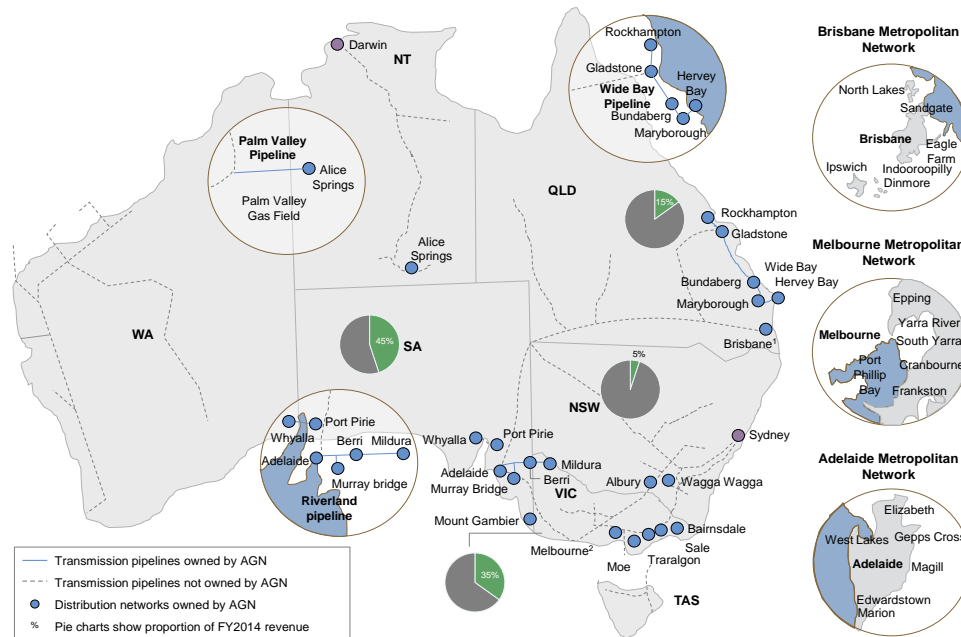 Darwin
NT
Rockhampton
Gladstone
Wide Bay
Pipeline
Hervey
Bay
Bundaberg
Maryborough
Brisbane Metropolitan
Network
North Lakes
Sandgate
Brisbane
Eagle
Farm
Indooroopilly
Ipswich
Dinmore
Palm Valley
Pipeline
Alice
Springs
Palm Valley
Gas Field
QLD
15%
Rockhampton
Gladstone
Alice
Springs
Bundaberg
Wide Bay
Hervey Bay
Maryborough
Brisbane¹
Melbourne Metropolitan
Network
Epping
Yarra River
Melbourne
South Yarra
Port
Phillip
Bay
Cranbourne
Frankston
WA
45%
SA
5%
NSW
Port Pirie
Whyalla
Berri
Mildura
Adelaide
Murray bridge
Riverland
pipeline
Whyalla
Port Pirie
Adelaide
Murray Bridge
Mildura
Berri
VIC
Albury
Wagga Wagga
Sydney
Mount Gambier
Melbourne²
Bairnsdale
Sale
Moe
Traralgon
35%
TAS
Adelaide Metropolitan
Network
Elizabeth
West Lakes
Gepps Cross
Adelaide
Magill
Edwardstown
Marion
Transmission pipelines owned by AGN
Transmission pipelines not owned by AGN
Distribution networks owned by AGN
% Pie charts show proportion of FY2014 revenue